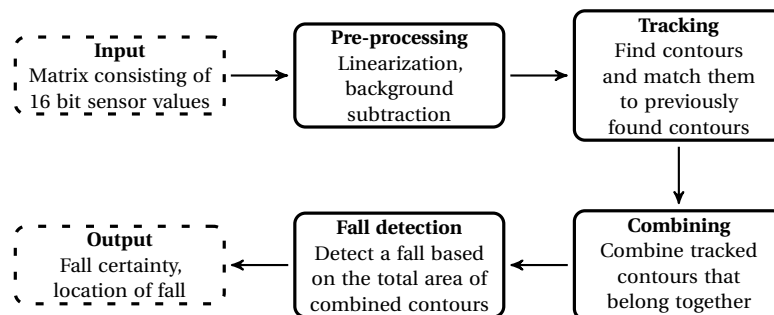 Input
Matrix consisting of
16 bit sensor values
Pre-processing
Linearization,
background
subtraction
Tracking
Find contours
and match them
to previously
found contours
Combining
Combine tracked
contours that
belong together
Fall detection
Detect a fall based
on the total area of
combined contours
Output
Fall certainty,
location of fall